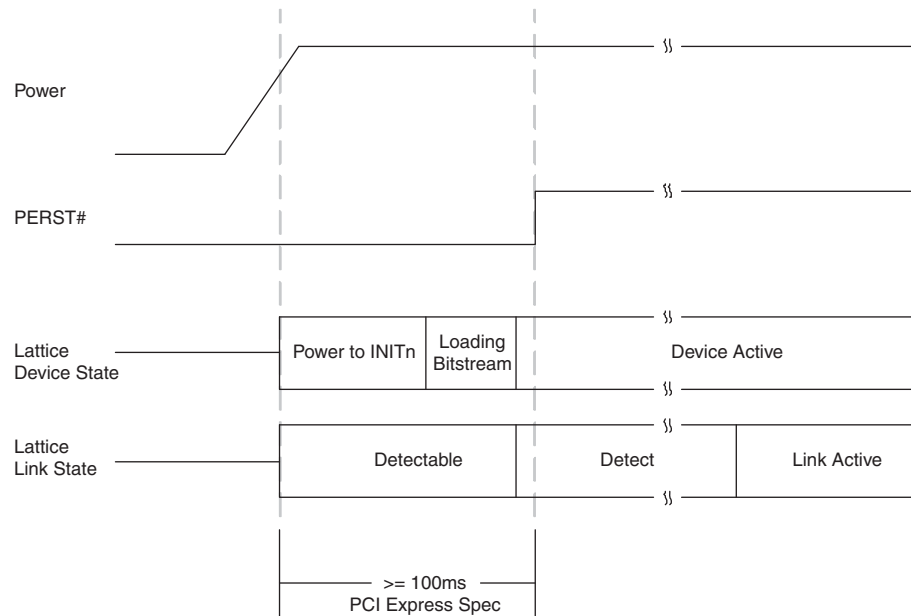 Power
PERST#
Lattice
Device State
Power to INITn
Loading
Bitstream
Device Active
Lattice
Link State
Detectable
Detect
Link Active
>= 100ms
PCI Express Spec